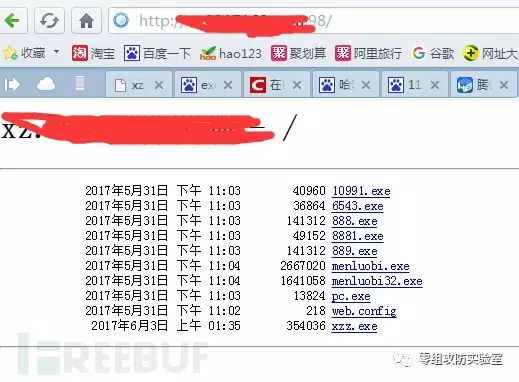 http://
98/
收藏 淘宝 百度一下 hao123 聚划算 阿里旅行 谷歌 网址大
xz. exe 在 哈 11 腾
xz. /
2017年5月31日 下午 11:03 40960 10991.exe
2017年5月31日 下午 11:03 36864 6543.exe
2017年5月31日 下午 11:03 141312 888.exe
2017年5月31日 下午 11:03 49152 8881.exe
2017年5月31日 下午 11:03 141312 889.exe
2017年5月31日 下午 11:04 2667020 menluobi.exe
2017年5月31日 下午 11:04 1641058 menluobi32.exe
2017年5月31日 下午 11:03 13824 pc.exe
2017年5月31日 下午 11:02 218 web.config
2017年6月3日 上午 01:35 354036 xzz.exe
FREEBUF
零组攻防实验室